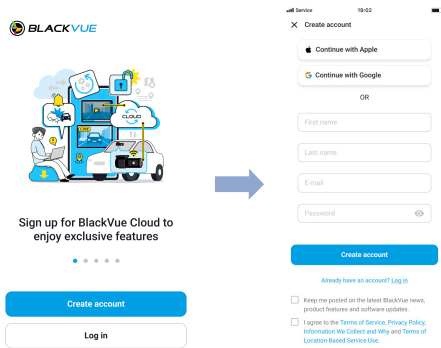 BLACKVUE
CLOUD
LIVE
Sign up for BlackVue Cloud to
enjoy exclusive features
Create account
Log in
Service
19:02
Create account
Continue with Apple
Continue with Google
OR
First name
Last name
E-mail
Password
Create account
Already have an account? Log in
Keep me posted on the latest BlackVue news,
product features and software updates.
I agree to the Terms of Service, Privacy Policy,
Information We Collect and Why and Terms of
Location-Based Service Use.